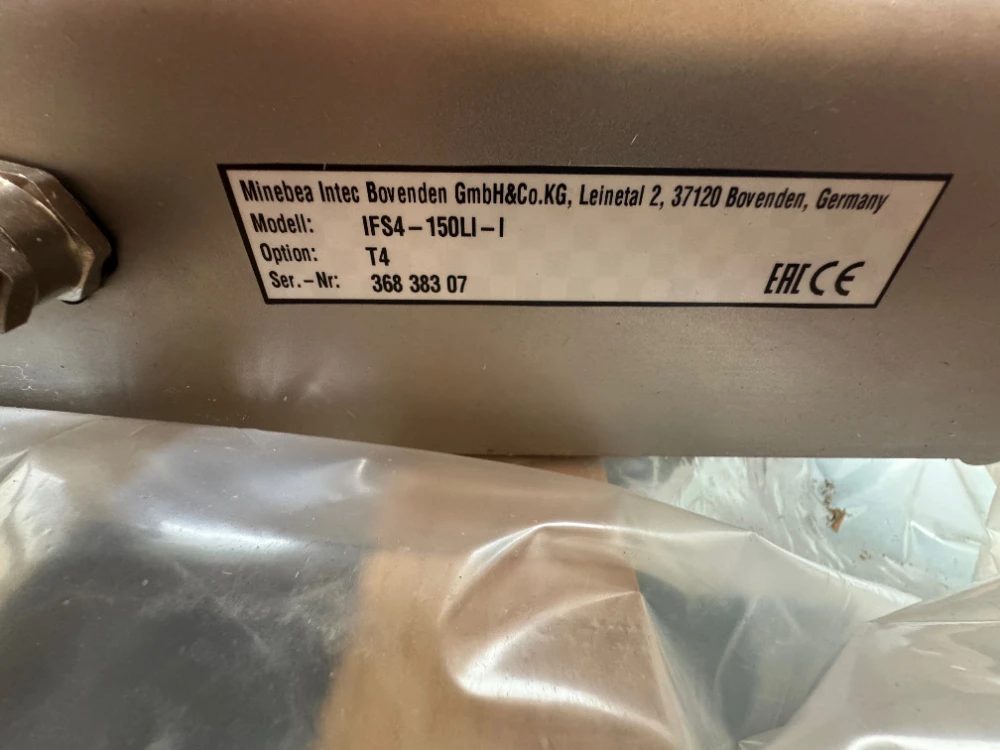 Minebea Intec Bovenden GmbH&Co.KG, Leinetal 2, 37120 Bovenden, Germany
Modell: IFS4-150LI-I
Option: T4
Ser.-Nr: 368 383 07
EAC CE